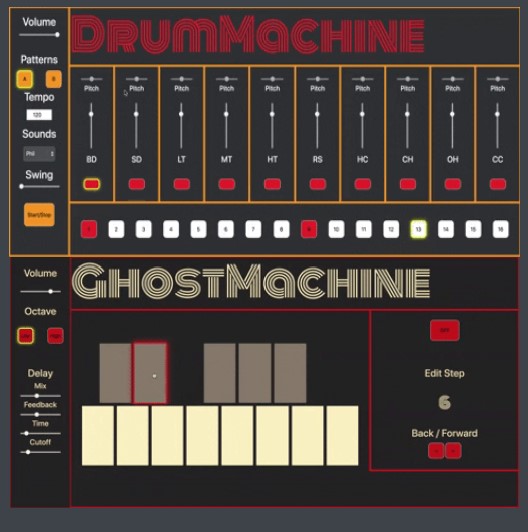 Volume
DrumMachine
Patterns
A B
Tempo
120
Sounds
Phil
Swing
Start/Stop
Pitch Pitch Pitch Pitch Pitch Pitch Pitch Pitch Pitch Pitch
BD SD LT MT HT RS HC CH OH CC
1 2 3 4 5 6 7 8 9 10 11 12 13 14 15 16
Volume
GhostMachine
Octave
Delay
Mix
Feedback
Time
Cutoff
Edit Step
6
Back / Forward